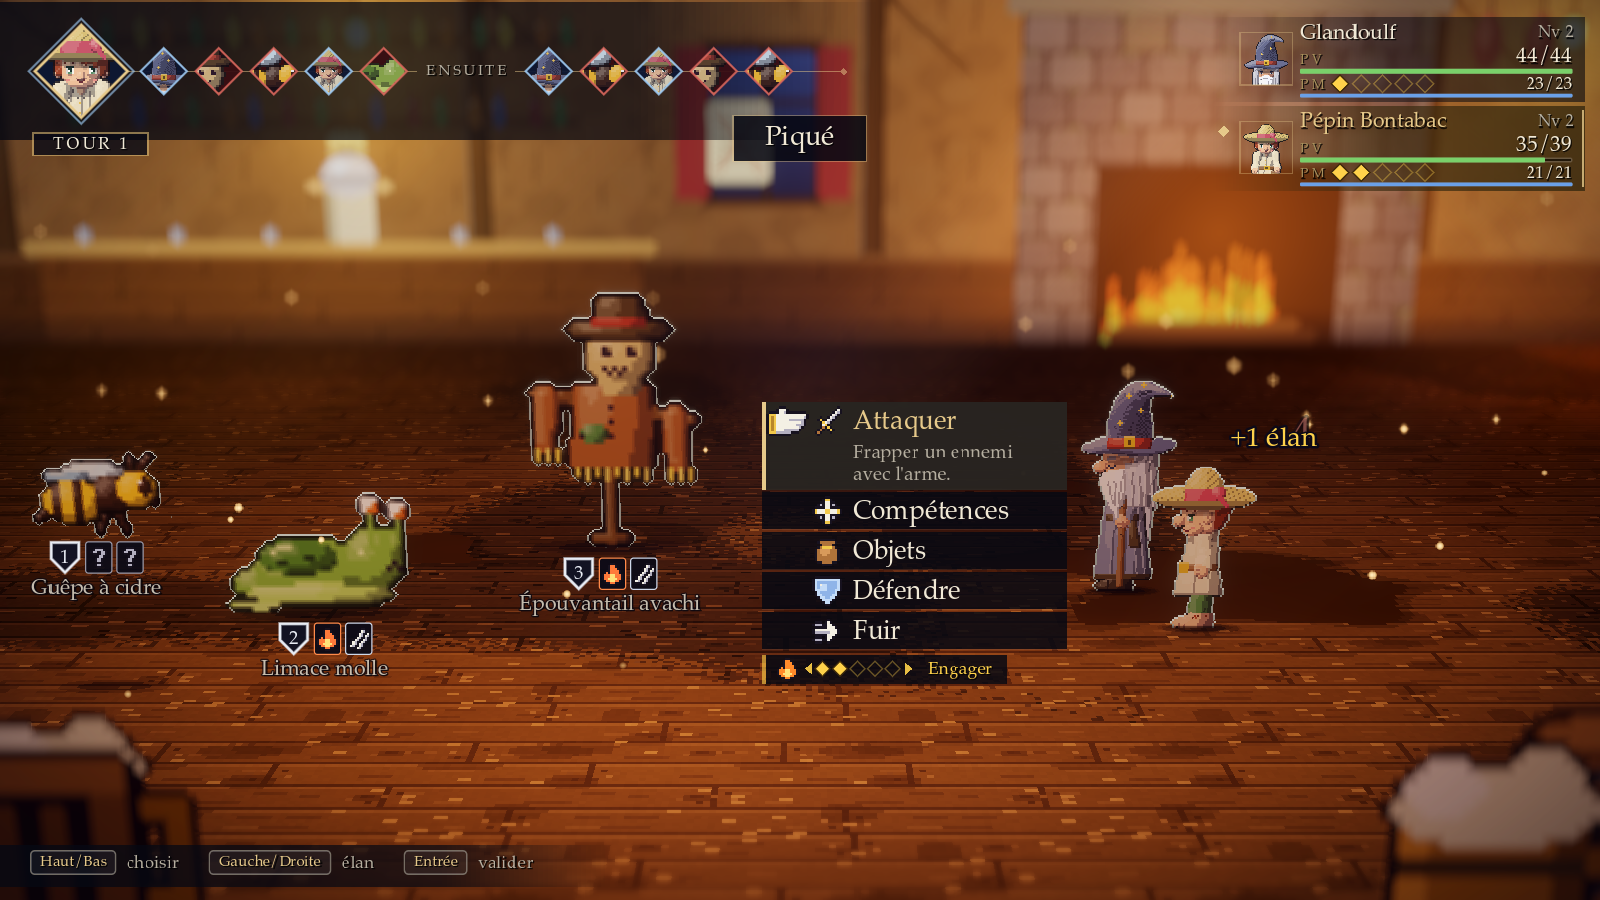 TOUR 1
ENSUITE
Piqué
Glandoulf
Nv 2
PV
44/44
PM
23/23
Pépin Bontabac
Nv 2
PV
35/39
PM
21/21
Attaquer
Frapper un ennemi
avec l'arme.
Compétences
Objets
Défendre
Fuir
Engager
+1 élan
1 ? ?
Guêpe à cidre
2
Limace molle
3
Épouvantail avachi
Haut/Bas choisir Gauche/Droite élan Entrée valider